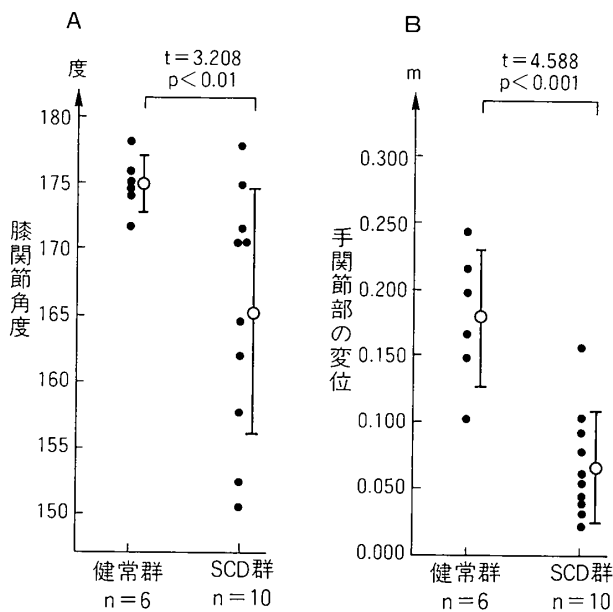 A
度
t=3.208
p<0.01
180
175
170
165
160
155
150
膝関節角度
健常群
n=6
SCD群
n=10
B
m
t=4.588
p<0.001
0.300
0.250
0.200
0.150
0.100
0.050
0.000
手関節部の変位
健常群
n=6
SCD群
n=10